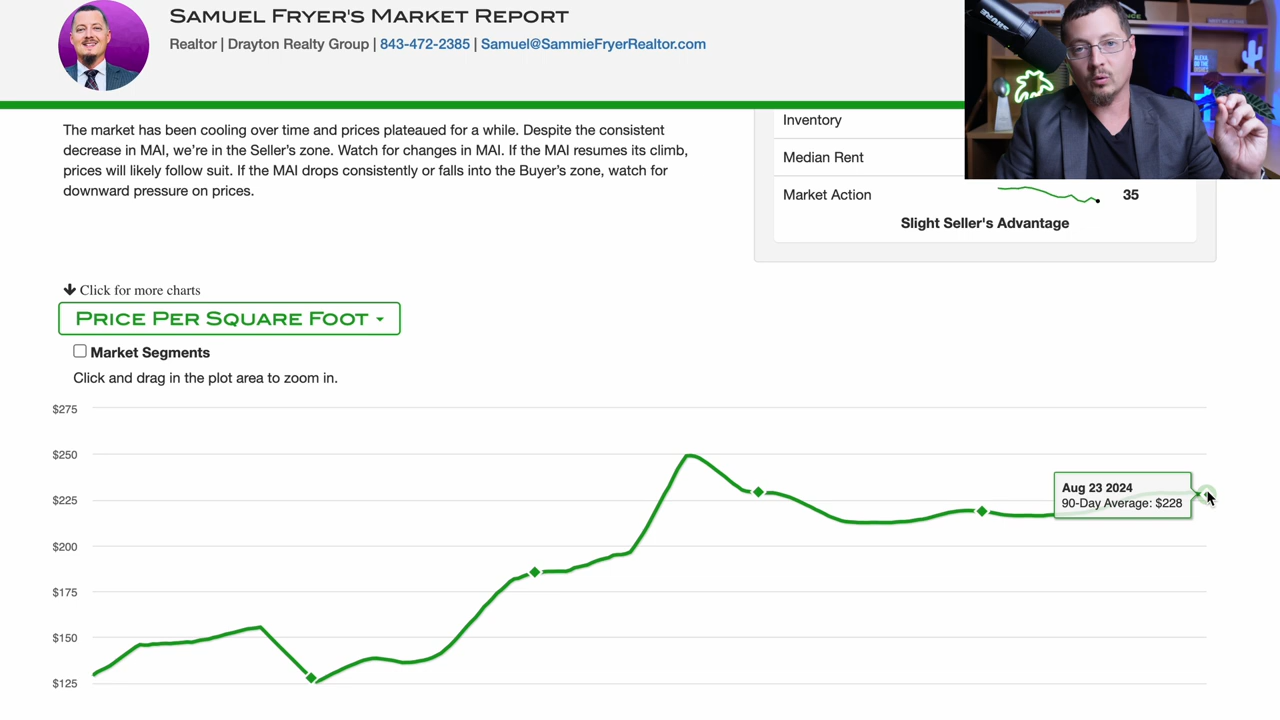 SAMUEL FRYER'S MARKET REPORT
Realtor | Drayton Realty Group | 843-472-2385 | Samuel@SammieFryerRealtor.com
The market has been cooling over time and prices plateaued for a while. Despite the consistent
decrease in MAI, we’re in the Seller’s zone. Watch for changes in MAI. If the MAI resumes its climb,
prices will likely follow suit. If the MAI drops consistently or falls into the Buyer’s zone, watch for
downward pressure on prices.
Inventory
Median Rent
Market Action 35
Slight Seller's Advantage
Click for more charts
PRICE PER SQUARE FOOT
Market Segments
Click and drag in the plot area to zoom in.
$275
$250
$225
$200
$175
$150
$125
Aug 23 2024
90-Day Average: $228
SHURE